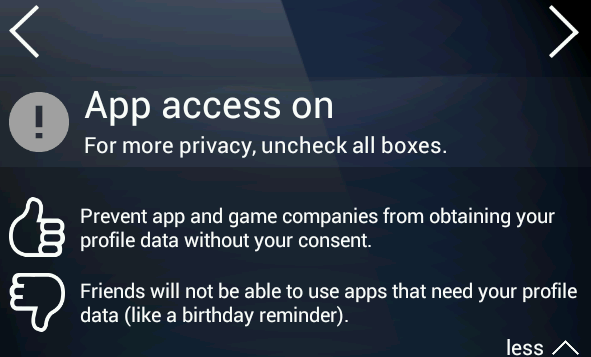 App access on
For more privacy, uncheck all boxes.
Prevent app and game companies from obtaining your
profile data without your consent.
Friends will not be able to use apps that need your profile
data (like a birthday reminder).
less